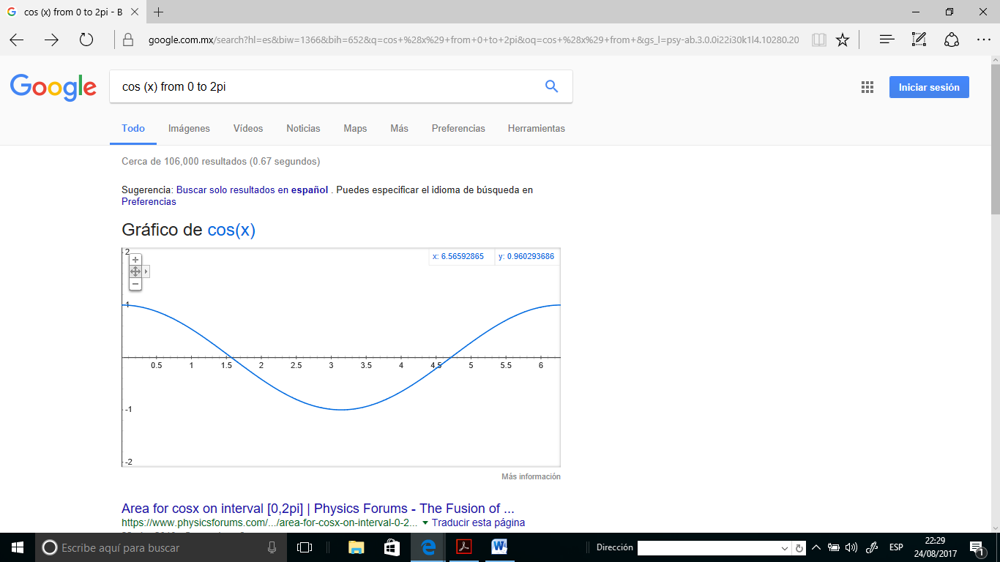 cos (x) from 0 to 2pi - B
google.com.mx/search?hl=es&biw=1366&bih=652&q=cos+%28x%29+from+0+to+2pi&oq=cos+%28x%29+from+&gs_l=psy-ab.3.0.0i22i30k1l4.10280.20
Google
cos (x) from 0 to 2pi
Iniciar sesión
Todo Imágenes Vídeos Noticias Maps Más Preferencias Herramientas
Cerca de 106,000 resultados (0.67 segundos)
Sugerencia: Buscar solo resultados en español . Puedes especificar el idioma de búsqueda en
Preferencias
Gráfico de cos(x)
x: 6.56592865 y: 0.960293686
2
1
0.5 1 1.5 2 2.5 3 3.5 4 4.5 5 5.5 6
-1
-2
Más información
Area for cosx on interval [0,2pi] | Physics Forums - The Fusion of ...
https://www.physicsforums.com/.../area-for-cosx-on-interval-0-2... Traducir esta página
Escribe aquí para buscar
Dirección
ESP
22:29
24/08/2017
1